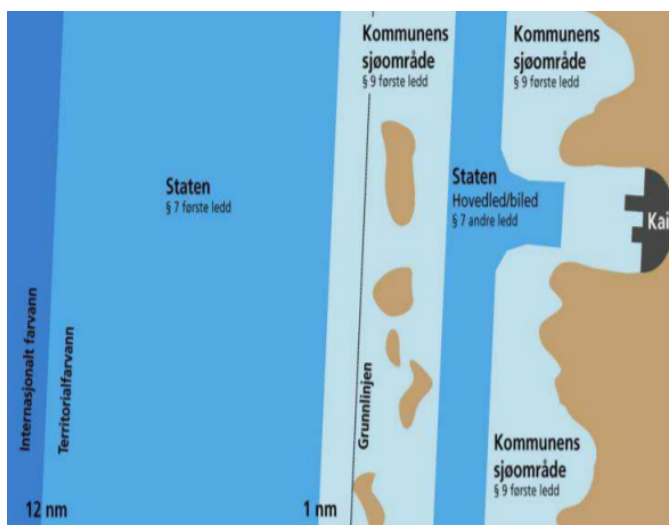 Kommunens
sjøområde
§ 9 første ledd
Kommunens
sjøområde
§ 9 første ledd
Staten
§ 7 første ledd
Staten
Hovedled/biled
§ 7 andre ledd
Kai
Internasjonalt farvann
Territorialfarvann
Grunnlinjen
Kommunens
sjøområde
§ 9 første ledd
12 nm
1 nm